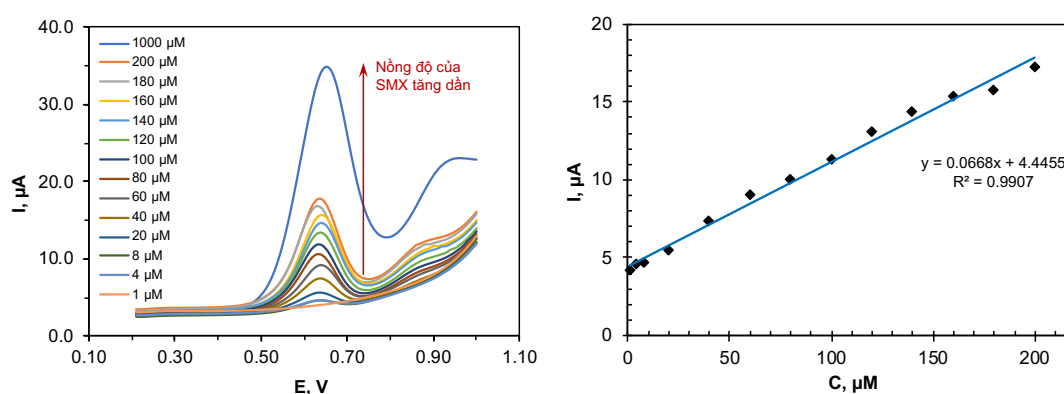 40.0
30.0
20.0
10.0
0.0
I, µA
1000 µM
200 µM
180 µM
160 µM
140 µM
120 µM
100 µM
80 µM
60 µM
40 µM
20 µM
8 µM
4 µM
1 µM
Nồng độ của
SMX tăng dần
0.10 0.30 0.50 0.70 0.90 1.10
E, V
20
15
10
5
0
I, µA
y = 0.0668x + 4.4455
R² = 0.9907
0 50 100 150 200
C, µM